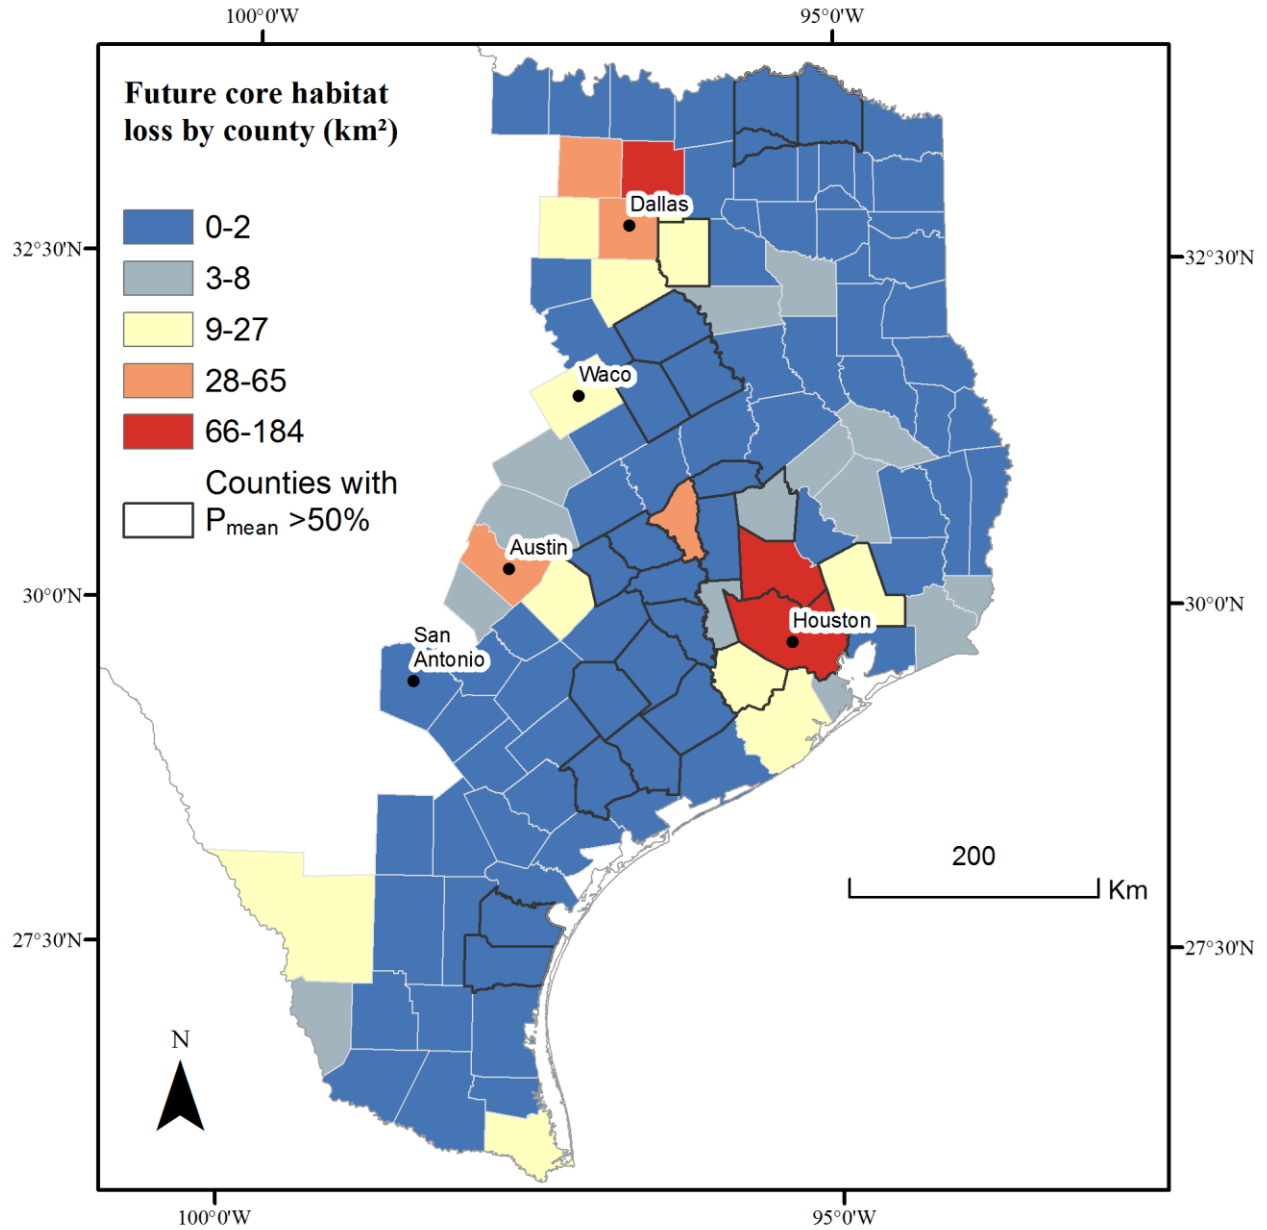 100°0'W
95°0'W
Future core habitat
loss by county (km²)
0-2
3-8
9-27
28-65
66-184
Counties with
Pmean >50%
32°30'N
32°30'N
Dallas
Waco
Austin
30°0'N
30°0'N
Houston
San
Antonio
200
Km
27°30'N
27°30'N
N
100°0'W
95°0'W